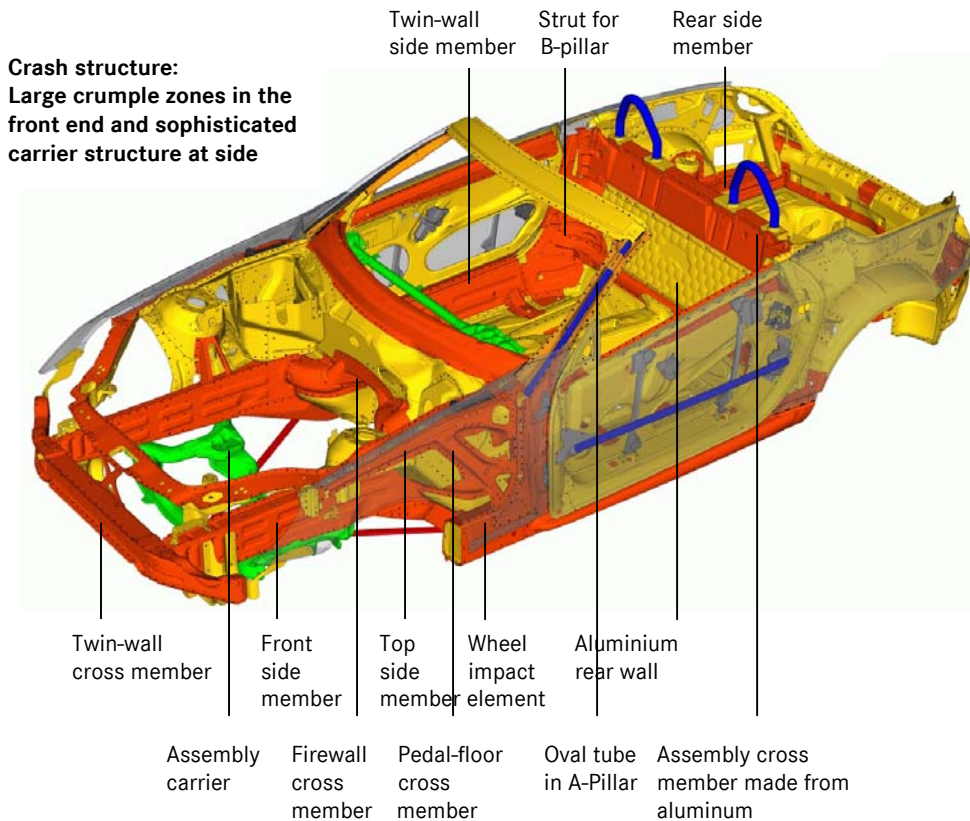 Twin-wall
side member
Strut for
B-pillar
Rear side
member
Crash structure:
Large crumple zones in the
front end and sophisticated
carrier structure at side
Twin-wall
cross member
Front
side
member
Top
side
member
Wheel
impact
element
Aluminium
rear wall
Assembly
carrier
Firewall
cross
member
Pedal-floor
cross
member
Oval tube
in A-Pillar
Assembly cross
member made from
aluminum